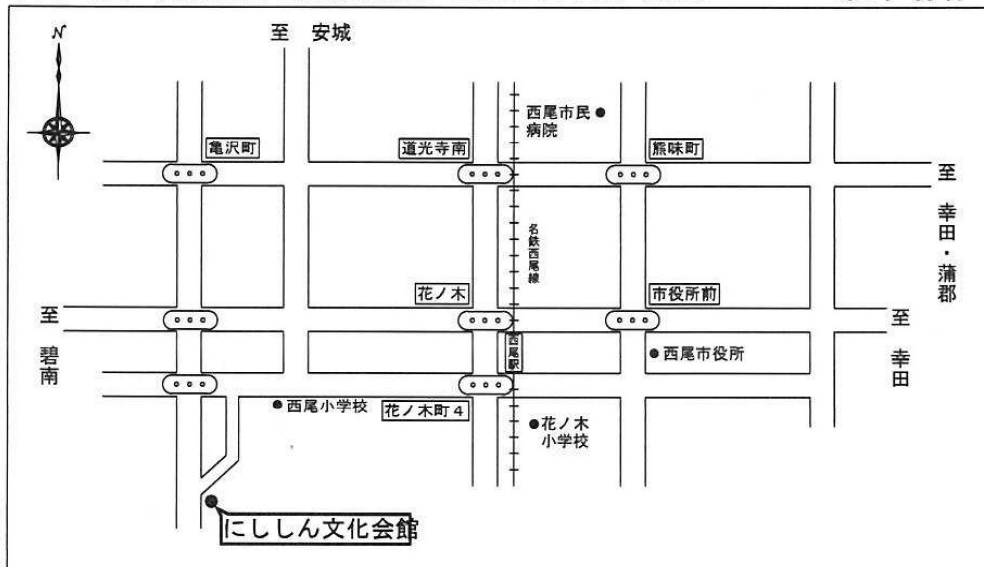 N
至　安城
西尾市民
病院
亀沢町
道光寺南
熊味町
至　幸田・蒲郡
名鉄西尾線
花ノ木
市役所前
至　碧南
至　幸田
西尾駅
西尾市役所
西尾小学校
花ノ木町4
花ノ木
小学校
にししん文化会館